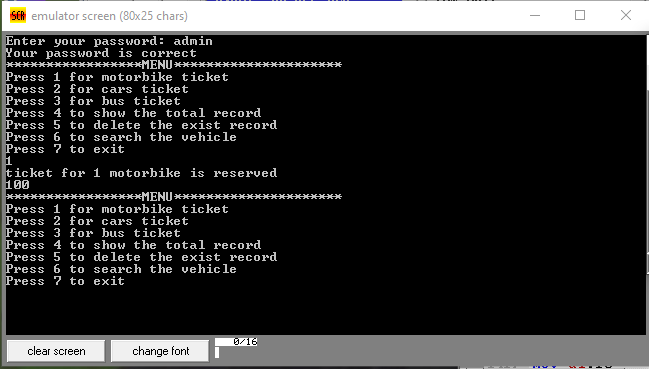 emulator screen (80x25 chars)
Enter your password: admin
Your password is correct
*****************MENU*********************
Press 1 for motorbike ticket
Press 2 for cars ticket
Press 3 for bus ticket
Press 4 to show the total record
Press 5 to delete the exist record
Press 6 to search the vehicle
Press 7 to exit
1
ticket for 1 motorbike is reserved
100
*****************MENU*********************
Press 1 for motorbike ticket
Press 2 for cars ticket
Press 3 for bus ticket
Press 4 to show the total record
Press 5 to delete the exist record
Press 6 to search the vehicle
Press 7 to exit
clear screen
change font
0/16